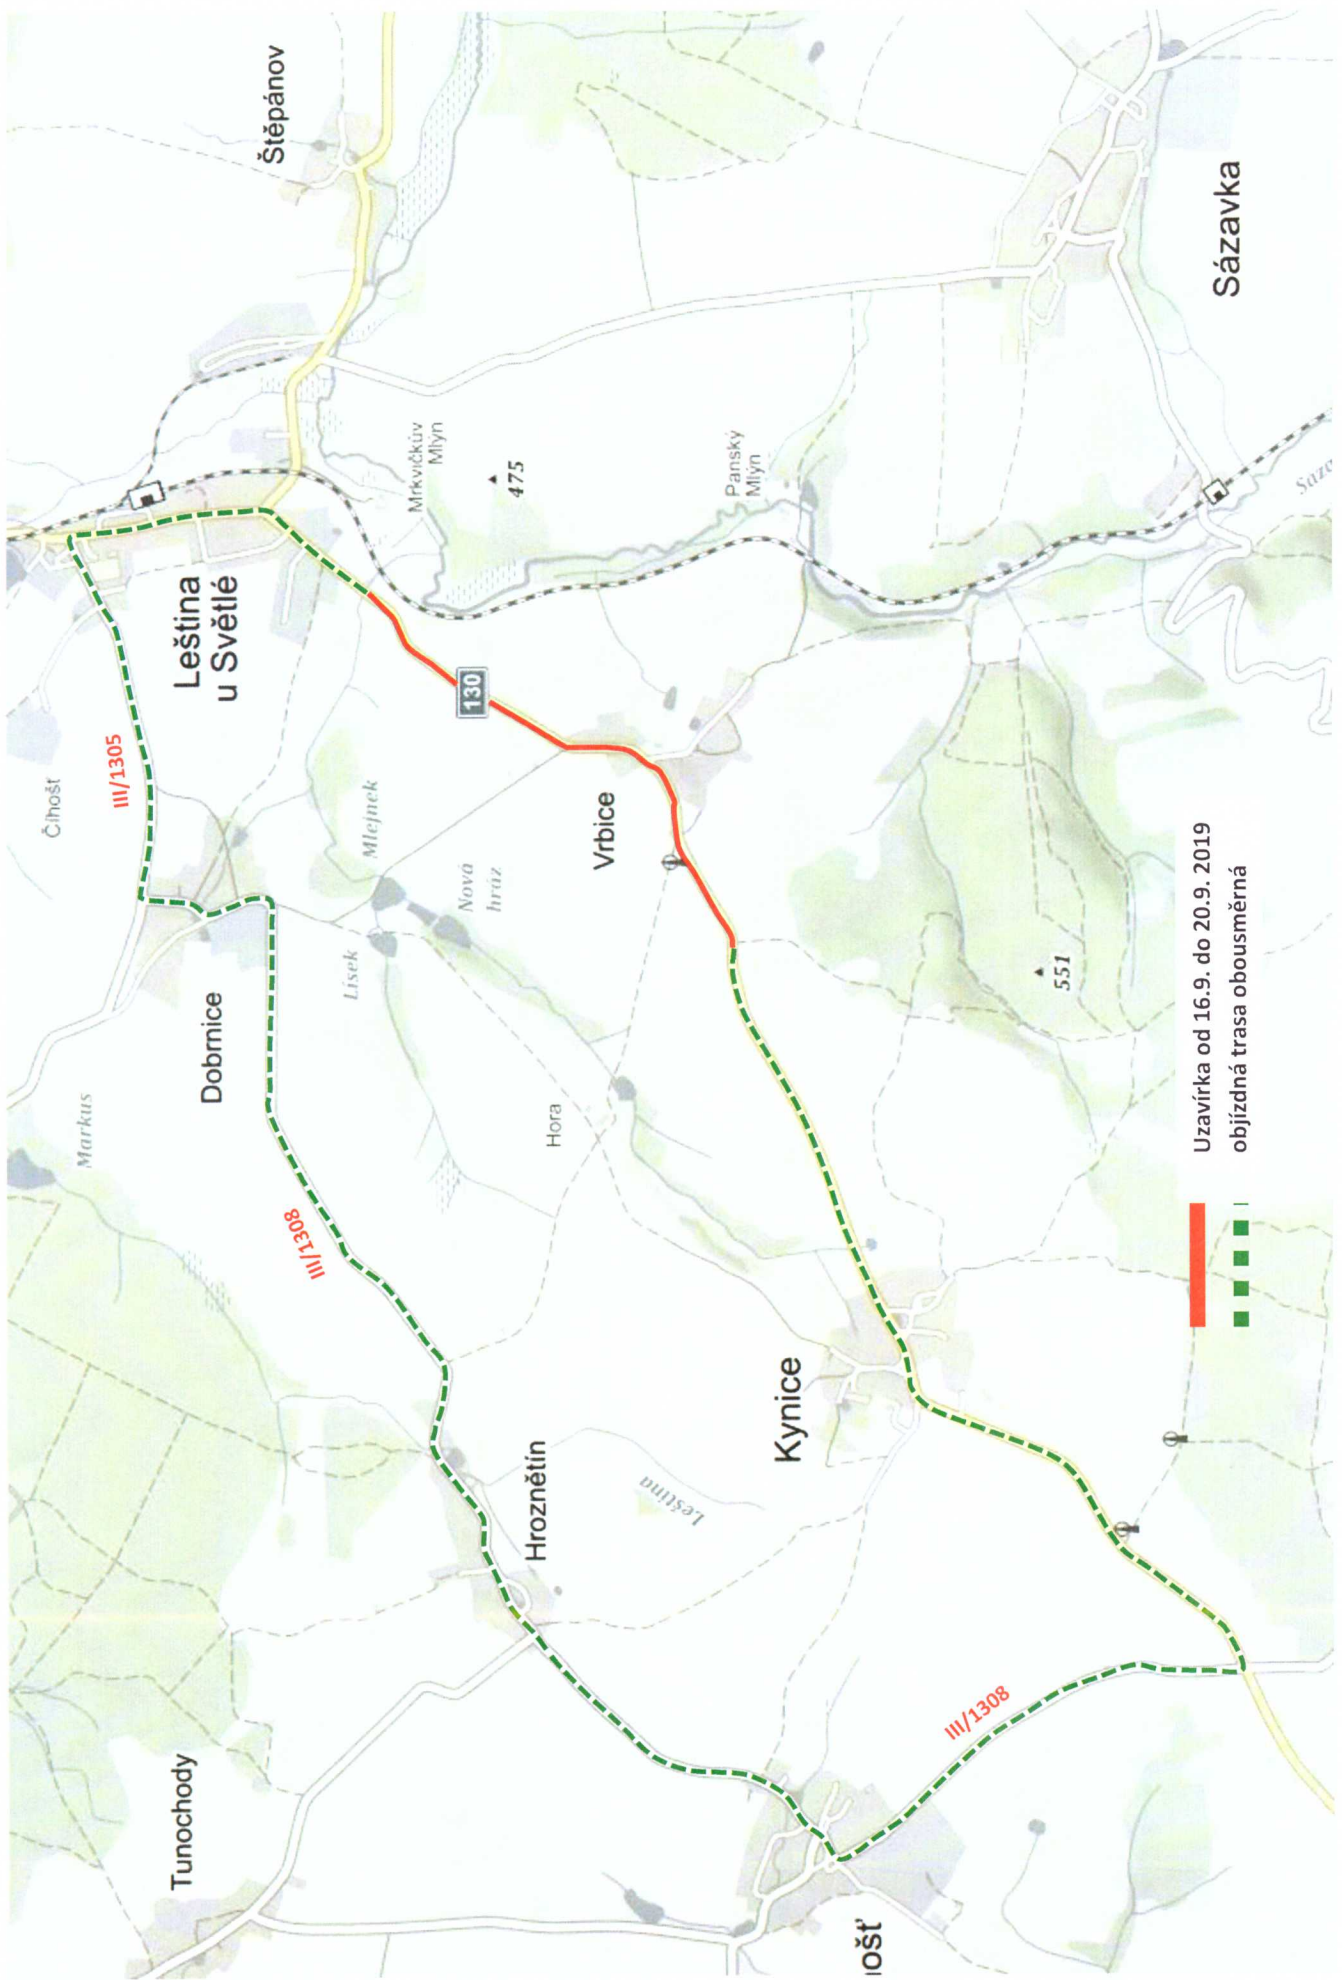 Číhošť
Markus
III/1305
Tunochody
Leština
u Světlé
Dobrnice
Štěpánov
III/1308
Lísek
Mlejnek
Mrkvičkův
Mlýn
Nová
hráz
130
475
Hroznětín
Hora
Vrbice
Leština
Panský
Mlýn
Kynice
ošť
III/1308
551
Uzavírka od 16.9. do 20.9. 2019
objízdná trasa obousměrná
Sázavka